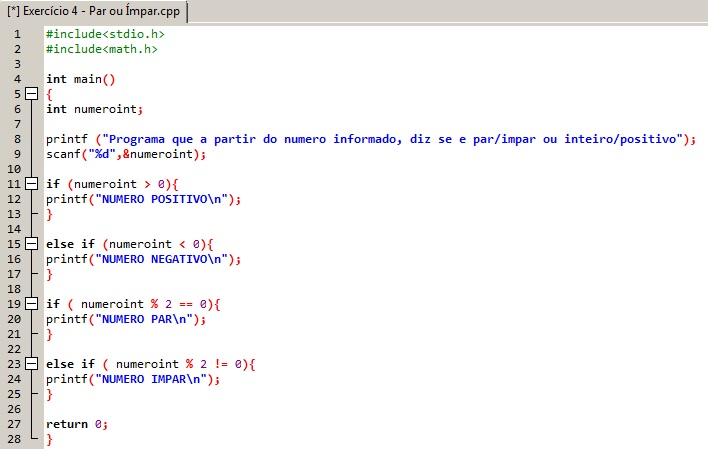 [*] Exercício 4 - Par ou Ímpar.cpp
1 #include<stdio.h>
2 #include<math.h>
3
4 int main()
5 {
6 int numeroint;
7
8 printf ("Programa que a partir do numero informado, diz se e par/impar ou inteiro/positivo");
9 scanf("%d",&numeroint);
10
11 if (numeroint > 0){
12 printf("NUMERO POSITIVO\n");
13 }
14
15 else if (numeroint < 0){
16 printf("NUMERO NEGATIVO\n");
17 }
18
19 if ( numeroint % 2 == 0){
20 printf("NUMERO PAR\n");
21 }
22
23 else if ( numeroint % 2 != 0){
24 printf("NUMERO IMPAR\n");
25 }
26
27 return 0;
28 }